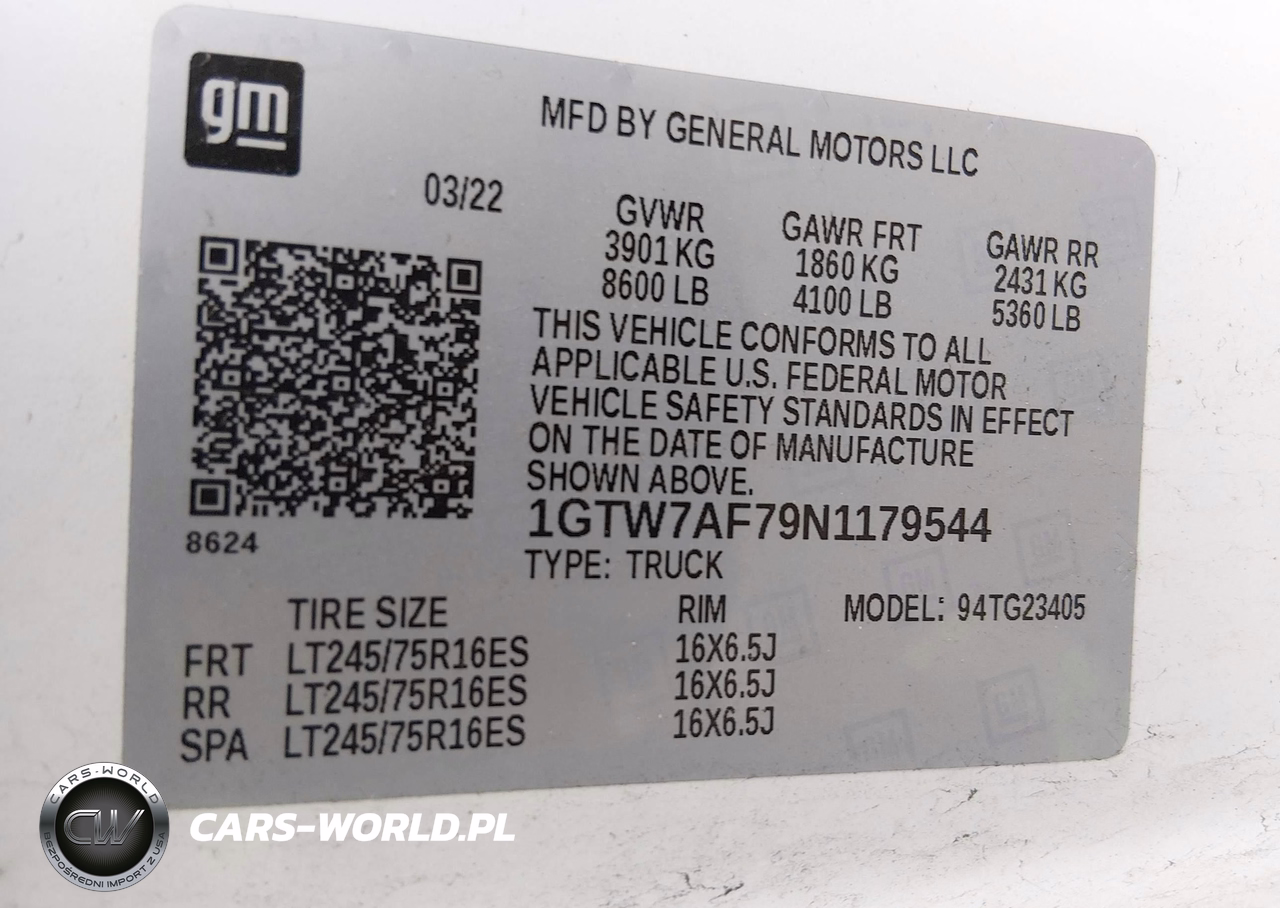 gm
MFD BY GENERAL MOTORS LLC
03/22
GVWR GAWR FRT GAWR RR
3901 KG 1860 KG 2431 KG
8600 LB 4100 LB 5360 LB
THIS VEHICLE CONFORMS TO ALL
APPLICABLE U.S. FEDERAL MOTOR
VEHICLE SAFETY STANDARDS IN EFFECT
ON THE DATE OF MANUFACTURE
SHOWN ABOVE.
1GTW7AF79N1179544
8624
TYPE: TRUCK
TIRE SIZE RIM MODEL: 94TG23405
FRT LT245/75R16ES 16X6.5J
RR LT245/75R16ES 16X6.5J
SPA LT245/75R16ES 16X6.5J
CARS-WORLD
CW
BEZPOŚREDNI IMPORT Z USA
CARS-WORLD.PL